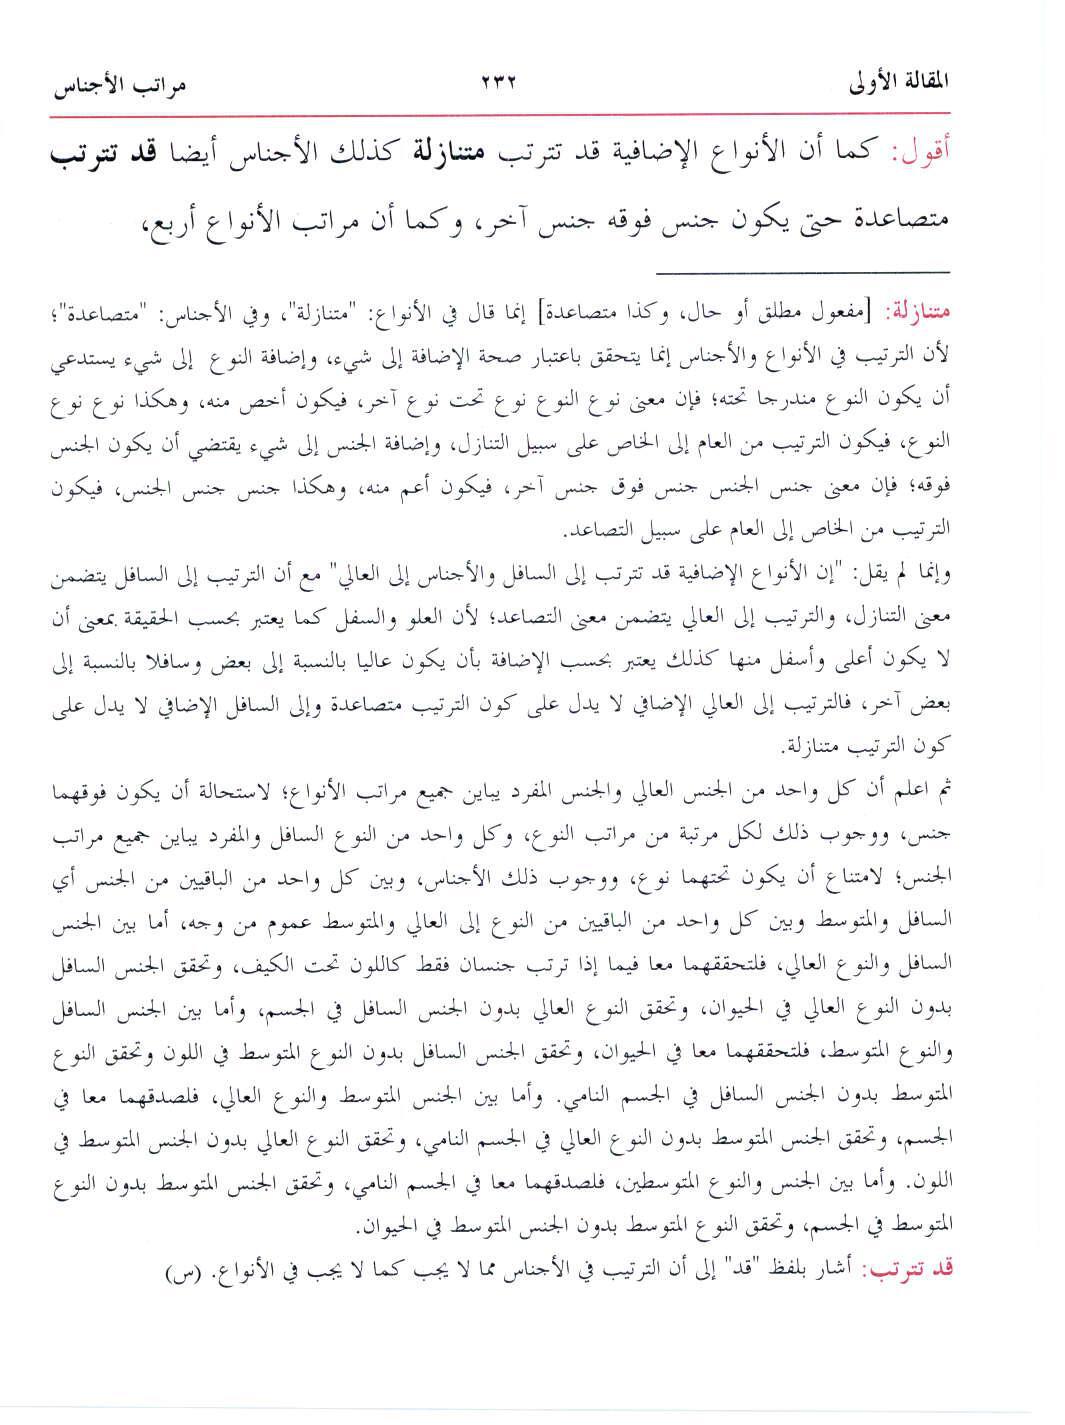 المقالة الأولى ٢٣٢ مراتب الأجناس
أقول: كما أن الأنواع الإضافية قد تترتب متنازلة كذلك الأجناس أيضا قد تترتب
متصاعدة حتى يكون جنس فوقه جنس آخر، وكما أن مراتب الأنواع أربع،
متنازلة: [مفعول مطلق أو حال، وكذا متصاعدة] إنما قال في الأنواع: "متنازلة"، وفي الأجناس: "متصاعدة"؛
لأن الترتيب في الأنواع والأجناس إنما يتحقق باعتبار صحة الإضافة إلى شيء، وإضافة النوع إلى شيء يستدعي
أن يكون النوع مندرجا تحته؛ فإن معنى نوع النوع نوع تحت نوع آخر، فيكون أخص منه، وهكذا نوع نوع
النوع، فيكون الترتيب من العام إلى الخاص على سبيل التنازل، وإضافة الجنس إلى شيء يقتضي أن يكون الجنس
فوقه؛ فإن معنى جنس الجنس جنس فوق جنس آخر، فيكون أعم منه، وهكذا جنس جنس الجنس، فيكون
الترتيب من الخاص إلى العام على سبيل التصاعد.
وإنما لم يقل: "إن الأنواع الإضافية قد تترتب إلى السافل والأجناس إلى العالي" مع أن الترتيب إلى السافل يتضمن
معنى التنازل، والترتيب إلى العالي يتضمن معنى التصاعد؛ لأن العلو والسفل كما يعتبر بحسب الحقيقة بمعنى أن
لا يكون أعلى وأسفل منها كذلك يعتبر بحسب الإضافة بأن يكون عاليا بالنسبة إلى بعض وسافلا بالنسبة إلى
بعض آخر، فالترتيب إلى العالي الإضافي لا يدل على كون الترتيب متصاعدة وإلى السافل الإضافي لا يدل على
كون الترتيب متنازلة.
ثم اعلم أن كل واحد من الجنس العالي والجنس المفرد يباين جميع مراتب الأنواع؛ لاستحالة أن يكون فوقهما
جنس، ووجوب ذلك لكل مرتبة من مراتب النوع، وكل واحد من النوع السافل والمفرد يباين جميع مراتب
الجنس؛ لامتناع أن يكون تحتهما نوع، ووجوب ذلك الأجناس، وبين كل واحد من الباقيين من الجنس أي
السافل والمتوسط وبين كل واحد من الباقيين من النوع إلى العالي والمتوسط عموم من وجه، أما بين الجنس
السافل والنوع العالي، فلتحققهما معا فيما إذا ترتب جنسان فقط كاللون تحت الكيف، وتحقق الجنس السافل
بدون النوع العالي في الحيوان، وتحقق النوع العالي بدون الجنس السافل في الجسم، وأما بين الجنس السافل
والنوع المتوسط، فلتحققهما معا في الحيوان، وتحقق الجنس السافل بدون النوع المتوسط في اللون وتحقق النوع
المتوسط بدون الجنس السافل في الجسم النامي. وأما بين الجنس المتوسط والنوع العالي، فلصدقهما معا في
الجسم، وتحقق الجنس المتوسط بدون النوع العالي في الجسم النامي، وتحقق النوع العالي بدون الجنس المتوسط في
اللون. وأما بين الجنس والنوع المتوسطين، فلصدقهما معا في الجسم النامي، وتحقق الجنس المتوسط بدون النوع
المتوسط في الجسم، وتحقق النوع المتوسط بدون الجنس المتوسط في الحيوان.
قد تترتب: أشار بلفظ "قد" إلى أن الترتيب في الأجناس مما لا يجب كما لا يجب في الأنواع. (س)